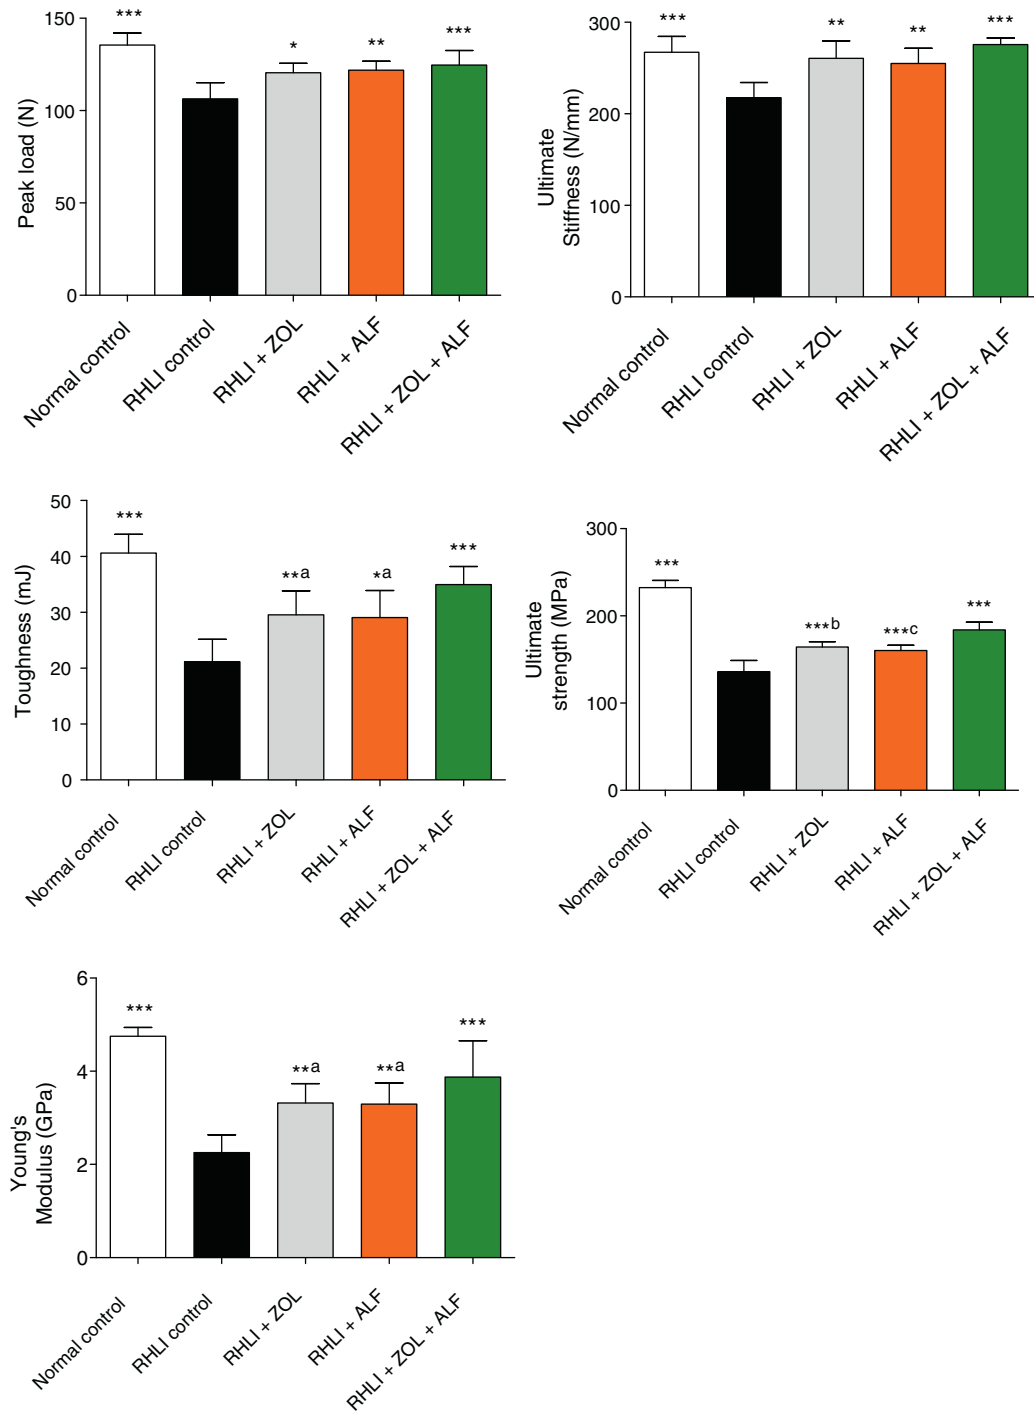 Peak load (N)
150
100
50
0
***
*
**
***
Normal control
RHLI control
RHLI + ZOL
RHLI + ALF
RHLI + ZOL + ALF
Ultimate
Stiffness (N/mm)
300
200
100
0
***
**
**
***
Normal control
RHLI control
RHLI + ZOL
RHLI + ALF
RHLI + ZOL + ALF
Toughness (mJ)
50
40
30
20
10
0
***
**a
*a
***
Normal control
RHLI control
RHLI + ZOL
RHLI + ALF
RHLI + ZOL + ALF
Ultimate
strength (MPa)
300
200
100
0
***
***b
***c
***
Normal control
RHLI control
RHLI + ZOL
RHLI + ALF
RHLI + ZOL + ALF
Young's
Modulus (GPa)
6
4
2
0
***
**a
**a
***
Normal control
RHLI control
RHLI + ZOL
RHLI + ALF
RHLI + ZOL + ALF